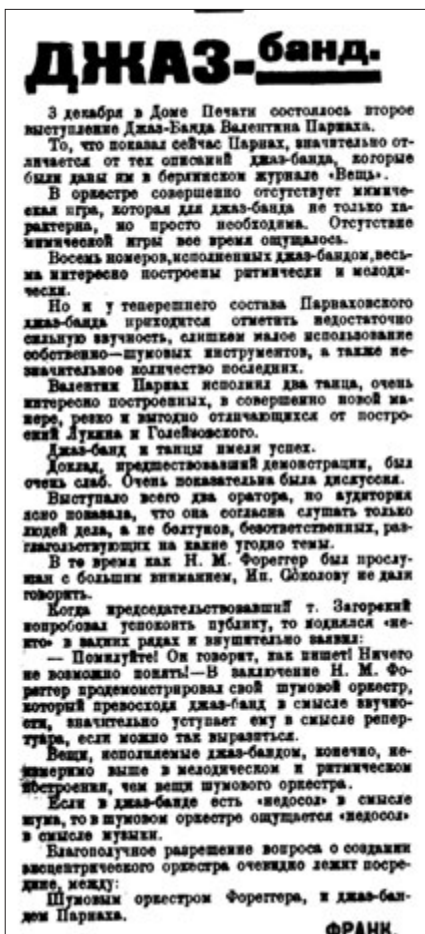 ДЖАЗ-банд.
3 декабря в Доме Печати состоялось второе
выступление Джаз-Банда Валентина Парнаха.
То, что показал сейчас Парнах, значительно от-
личается от тех описаний джаз-банда, которые
были даны им в берлинском журнале «Вещь».
В оркестре совершенно отсутствует мимиче-
ская игра, которая для джаз-банда не только ха-
рактерна, но просто необходима. Отсутствие
мимической игры все время ощущалось.
Восемь номеров, исполненных джаз-бандом, весь-
ма интересно построены ритмически и мелоди-
чески.
Но и у теперешнего состава Парнаховского
джаз-банда приходится отметить недостаточно
сильную звучность, слишком малое использование
собственно—шумовых инструментов, а также не-
значительное количество последних.
Валентин Парнах исполнил два танца, очень
интересно построенных, в совершенно новой ма-
нере, резко и выгодно отличающихся от постро-
ений Лукина и Голейзовского.
Джаз-банд и танцы имели успех.
Доклад, предшествовавший демонстрации, был
очень слаб. Очень показательна была дискуссия.
Выступало всего два оратора, но аудитория
ясно показала, что она согласна слушать только
людей дела, а не болтунов, безответственных, раз-
глагольствующих на какие угодно темы.
В то время как Н. М. Форегтер был прослу-
шан с большим вниманием, Ип. Соколову не дали
говорить.
Когда председательствовавший т. Загорский
попробовал успокоить публику, то поднялся «не-
кто» в задних рядах и внушительно заявил:
— Помилуйте! Он говорит, как пишет! Ничего
не возможно понять!—В заключение Н. М. Фо-
реггер продемонстрировал свой шумовой оркестр,
который превосходя джаз-банд в смысле звучно-
сти, значительно уступает ему в смысле репер-
туара, если можно так выразиться.
Вещи, исполняемые джаз-бандом, конечно, не-
измеримо выше в мелодическом и ритмическом
построении, чем вещи шумового оркестра.
Если в джаз-банде есть «недосол» в смысле
шума, то в шумовом оркестре ощущается «недосол»
в смысле музыки.
Благополучное разрешение вопроса о создании
эксцентрического оркестра очевидно лежит посре-
дине, между:
Шумовым оркестром Фореггера, и джаз-бан-
дом Парнаха.
ФРАНК.